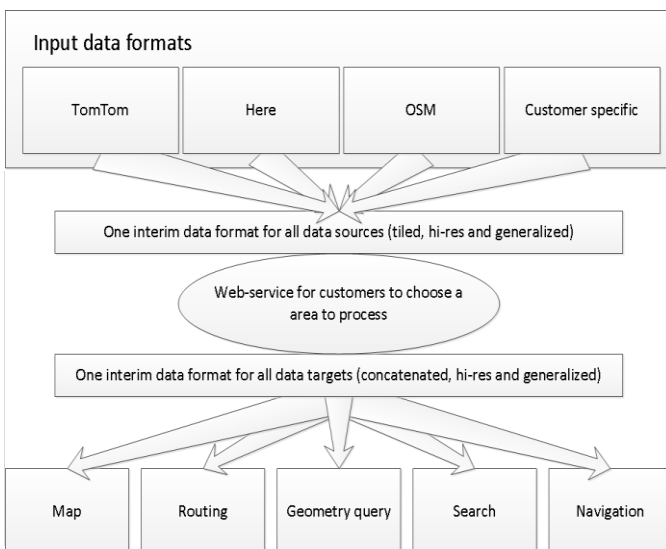 Input data formats
TomTom
Here
OSM
Customer specific
One interim data format for all data sources (tiled, hi-res and generalized)
Web-service for customers to choose a
area to process
One interim data format for all data targets (concatenated, hi-res and generalized)
Map
Routing
Geometry query
Search
Navigation